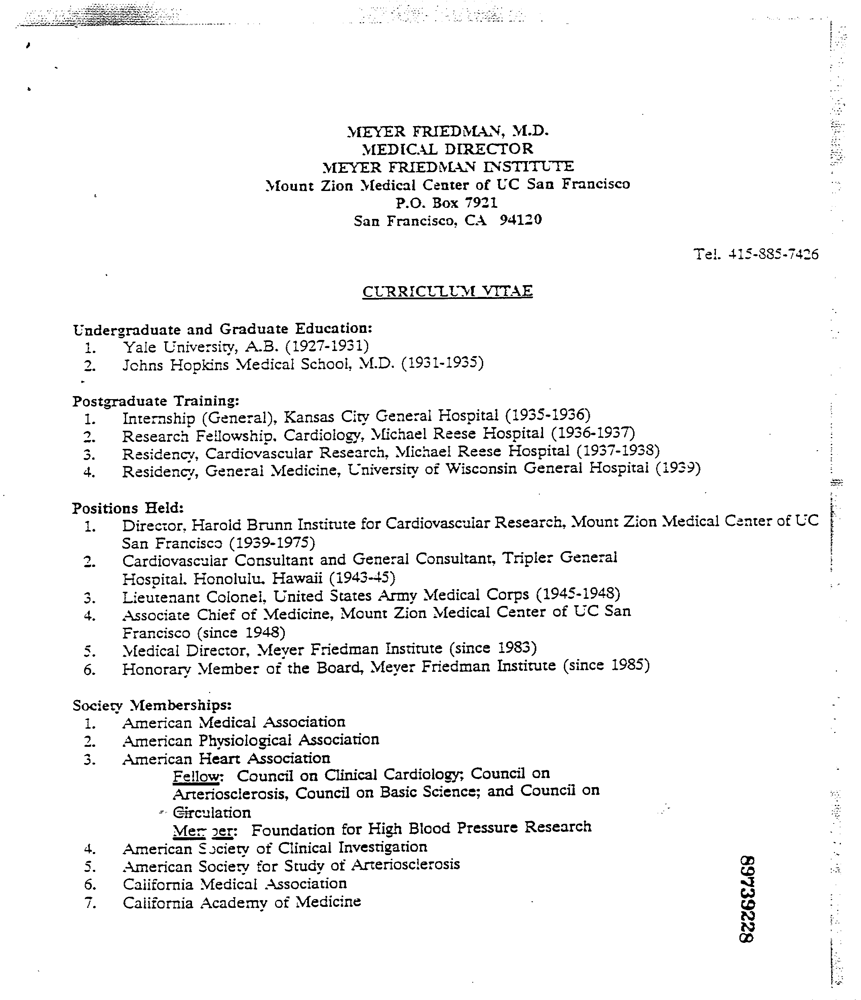 MEYER FRIEDMAN, M.D.
MEDICAL DIRECTOR
MEYER FRIEDMAN INSTITUTE
Mount Zion Medical Center of UC San Francisco
P.O. Box 7921
San Francisco, CA 94120
Tel. 415-885-7426
CURRICULUM VITAE
Undergraduate and Graduate Education:
1. Yale University, A.B. (1927-1931)
2. Johns Hopkins Medical School, M.D. (1931-1935)
Postgraduate Training:
1. Internship (General), Kansas City General Hospital (1935-1936)
2. Research Fellowship, Cardiology, Michael Reese Hospital (1936-1937)
3. Residency, Cardiovascular Research, Michael Reese Hospital (1937-1938)
4. Residency, General Medicine, University of Wisconsin General Hospital (1939)
Positions Held:
1. Director, Harold Brunn Institute for Cardiovascular Research, Mount Zion Medical Center of UC
San Francisco (1939-1975)
2. Cardiovascular Consultant and General Consultant, Tripler General
Hospital, Honolulu, Hawaii (1943-45)
3. Lieutenant Colonel, United States Army Medical Corps (1945-1948)
4. Associate Chief of Medicine, Mount Zion Medical Center of UC San
Francisco (since 1948)
5. Medical Director, Meyer Friedman Institute (since 1983)
6. Honorary Member of the Board, Meyer Friedman Institute (since 1985)
Society Memberships:
1. American Medical Association
2. American Physiological Association
3. American Heart Association
Fellow: Council on Clinical Cardiology; Council on
Arteriosclerosis, Council on Basic Science; and Council on
Circulation
Member: Foundation for High Blood Pressure Research
4. American Society of Clinical Investigation
5. American Society for Study of Arteriosclerosis
6. California Medical Association
7. California Academy of Medicine
89739228